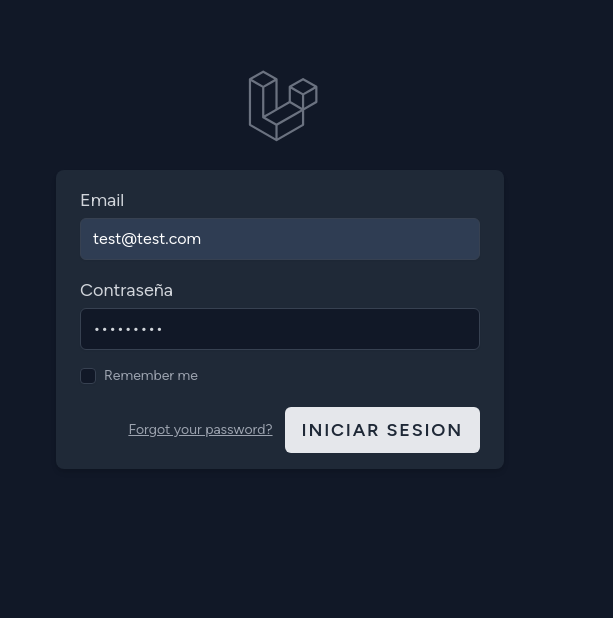 Email
test@test.com
Contraseña
Remember me
Forgot your password? INICIAR SESION